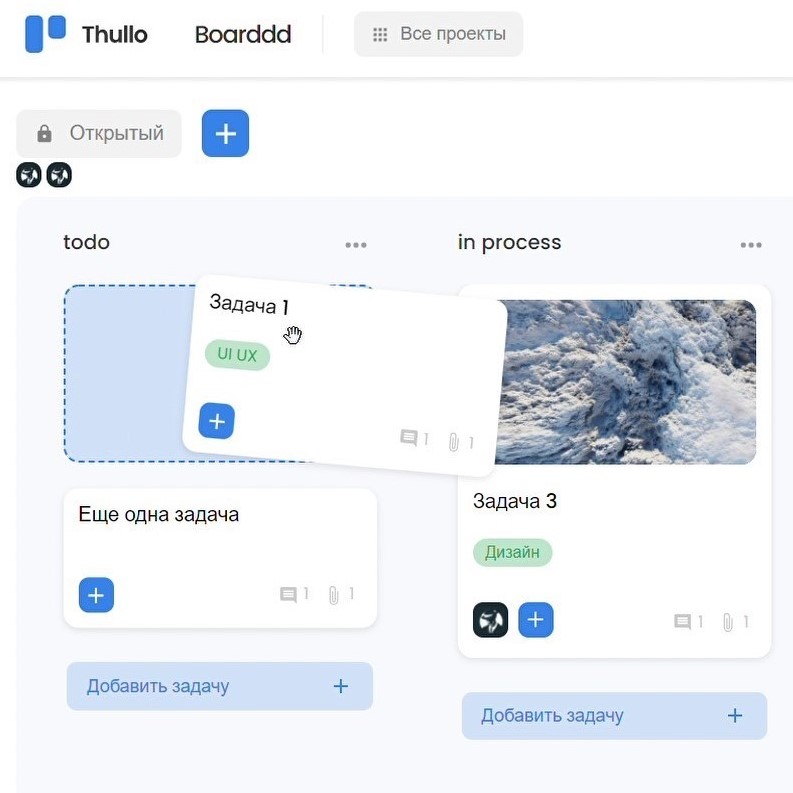 Thullo Boarddd Все проекты
Открытый
todo
Задача 1
UI UX
1 1
Еще одна задача
1 1
Добавить задачу
in process
Задача 3
Дизайн
1 1
Добавить задачу